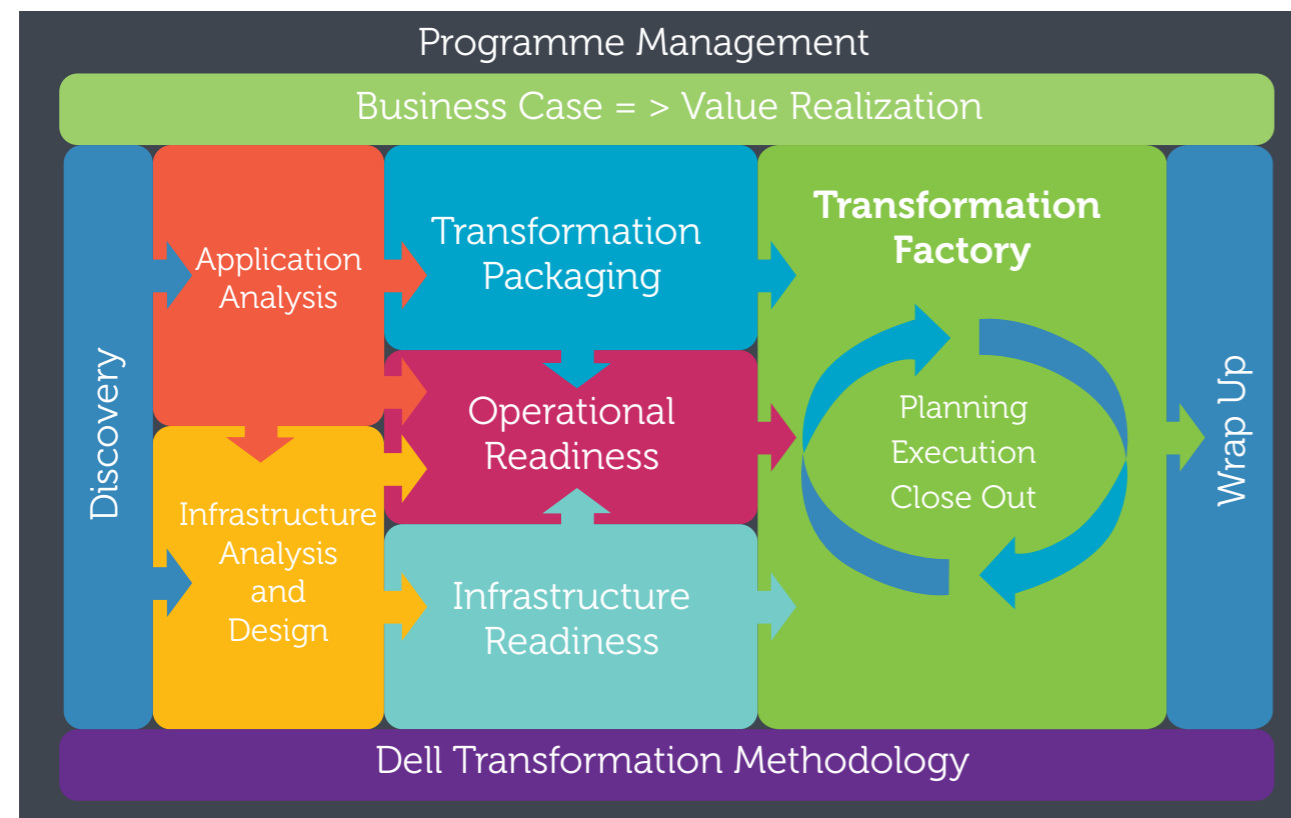 Programme Management
Business Case = > Value Realization
Discovery
Application
Analysis
Infrastructure
Analysis
and
Design
Transformation
Packaging
Operational
Readiness
Infrastructure
Readiness
Transformation
Factory
Planning
Execution
Close Out
Wrap Up
Dell Transformation Methodology